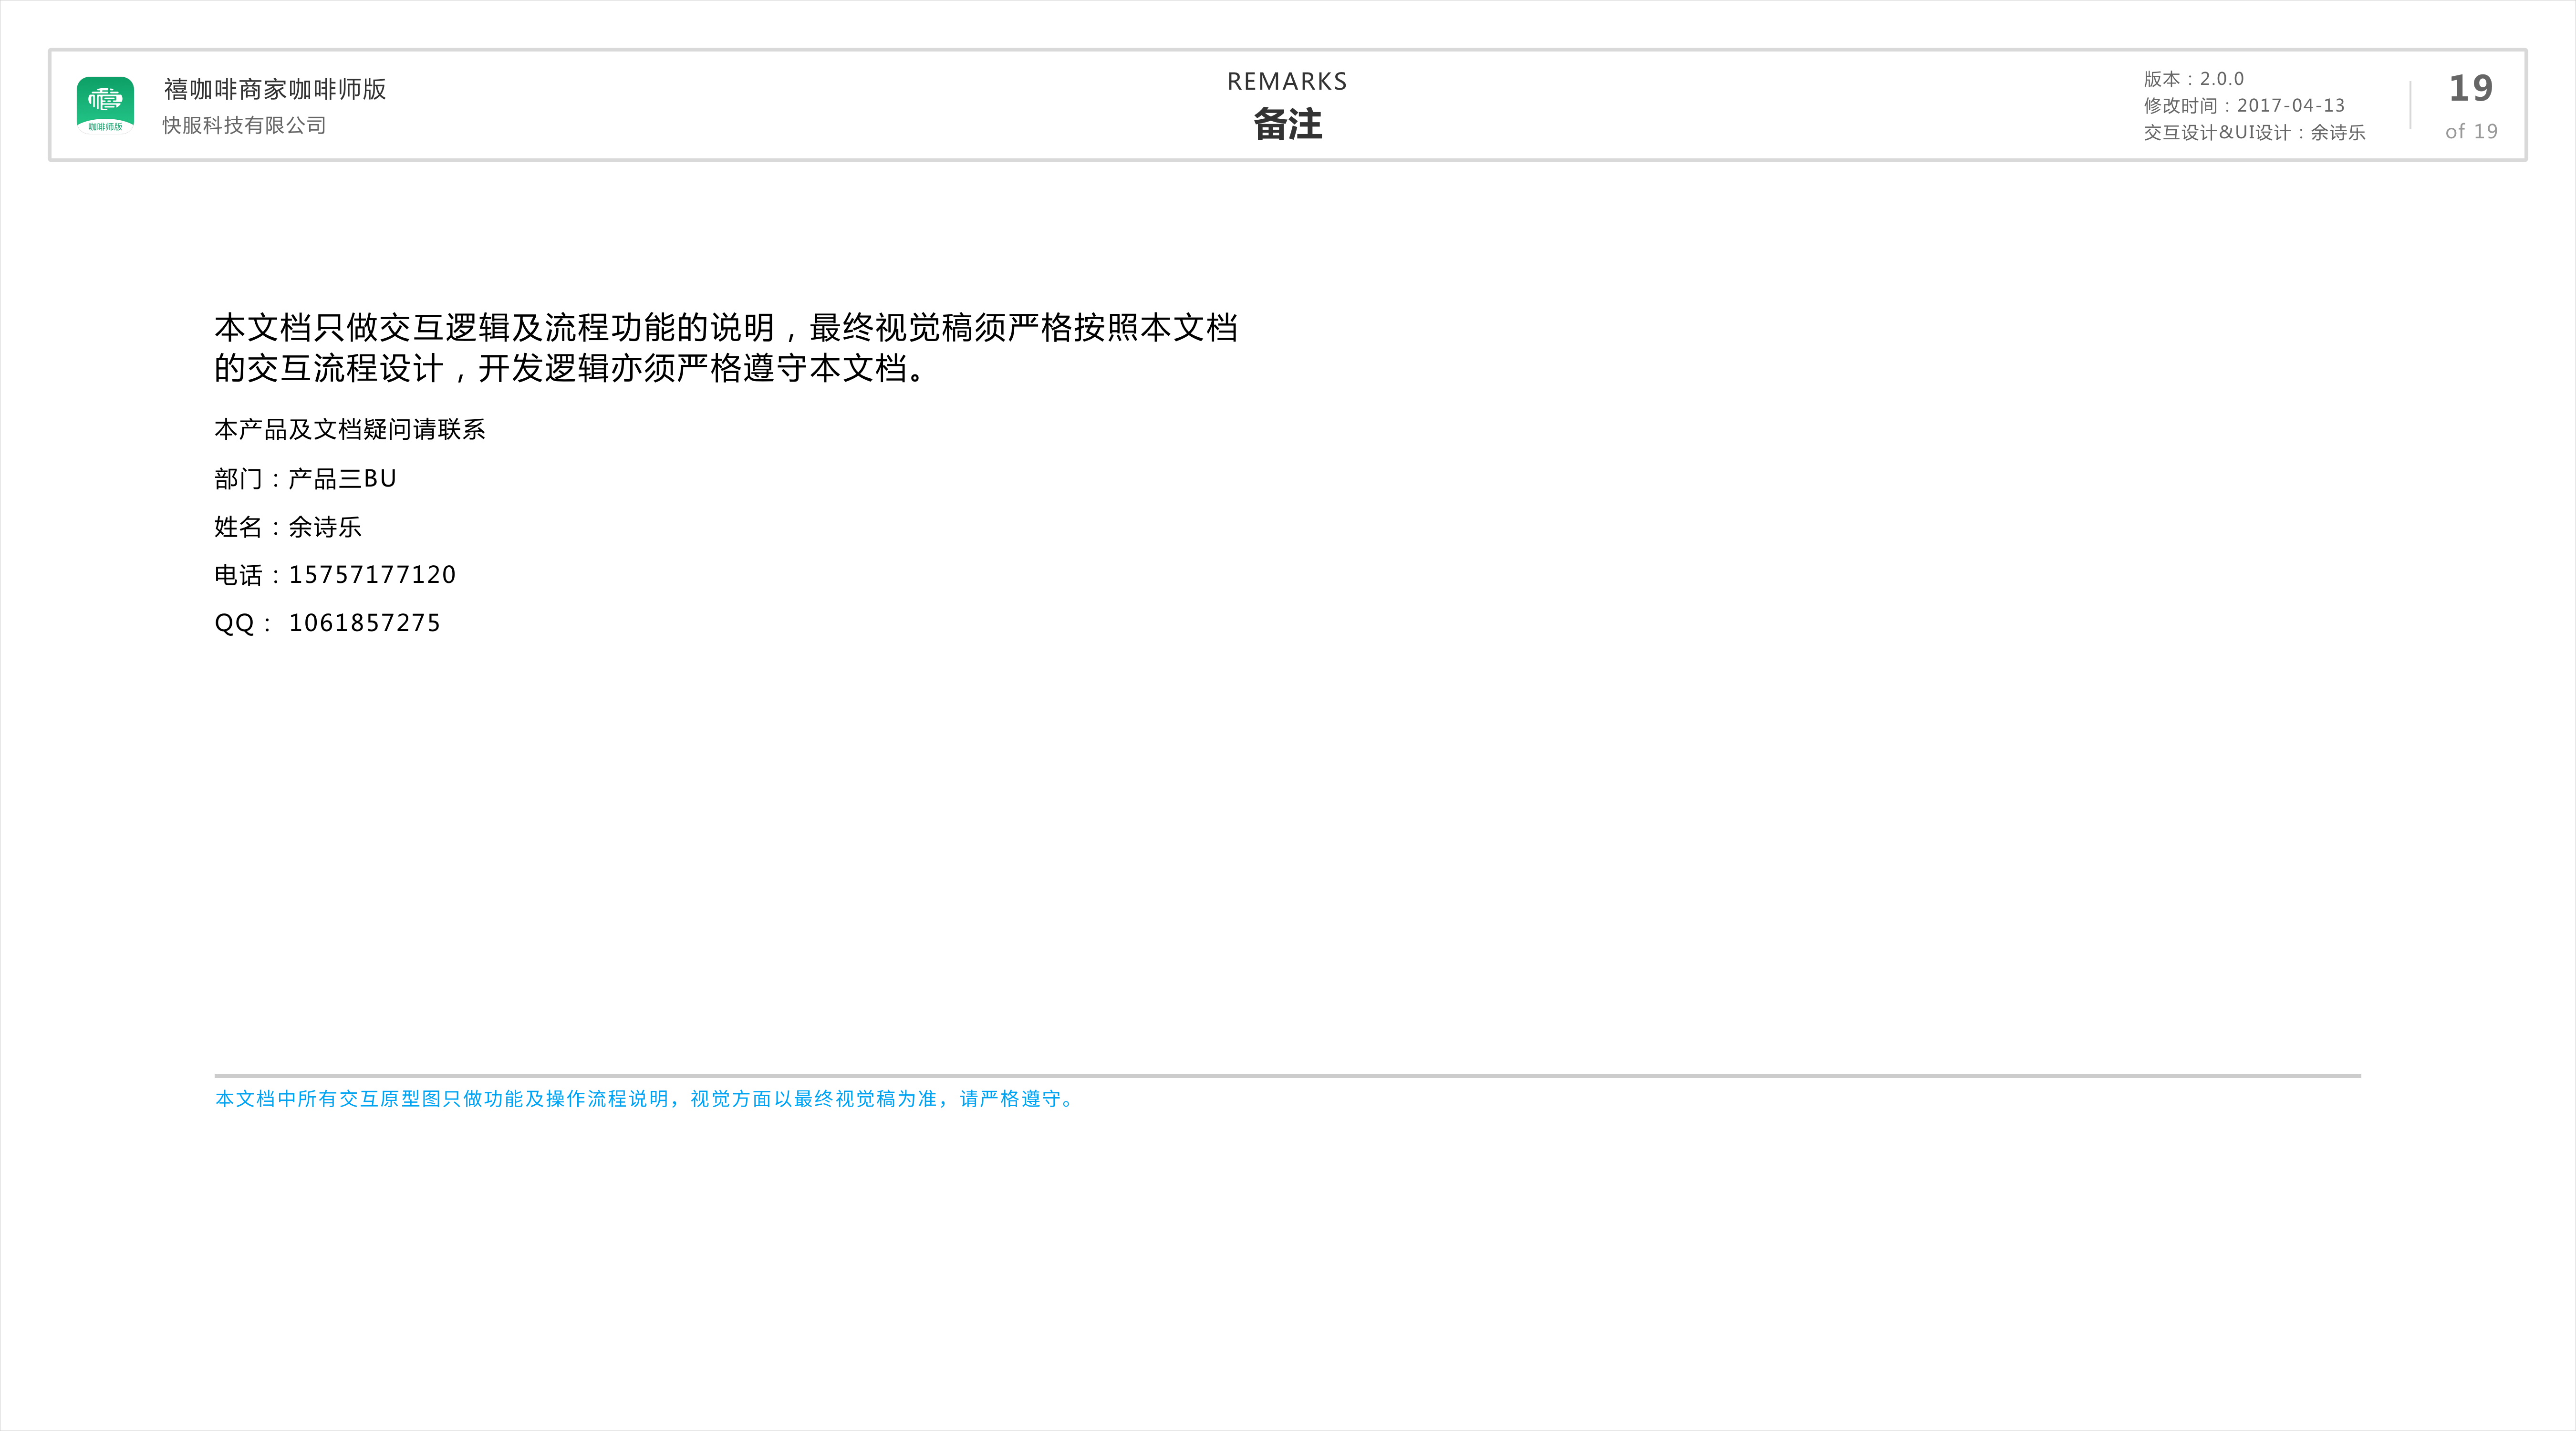 禧
咖啡师版
禧咖啡商家咖啡师版
快服科技有限公司
REMARKS
备注
版本：2.0.0
修改时间：2017-04-13
交互设计&UI设计：余诗乐
19
of 19
本文档只做交互逻辑及流程功能的说明，最终视觉稿须严格按照本文档
的交互流程设计，开发逻辑亦须严格遵守本文档。
本产品及文档疑问请联系
部门：产品三BU
姓名：余诗乐
电话：15757177120
QQ： 1061857275
本文档中所有交互原型图只做功能及操作流程说明，视觉方面以最终视觉稿为准，请严格遵守。